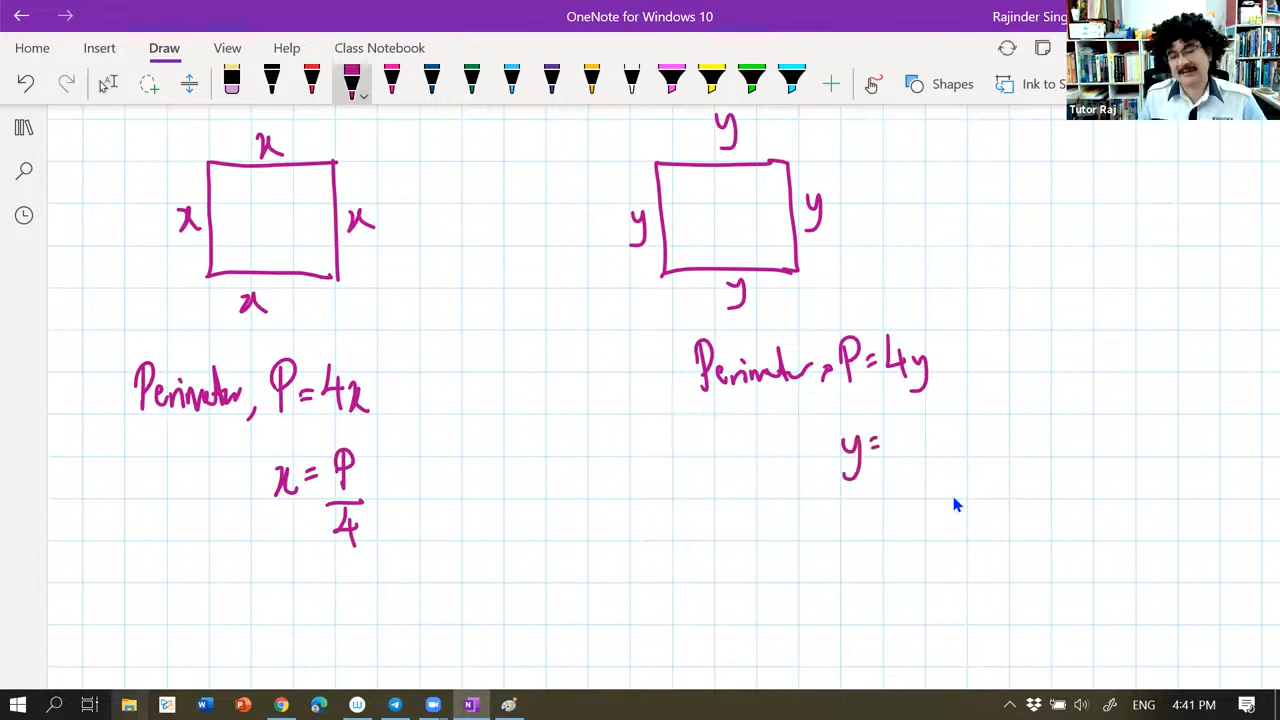 OneNote for Windows 10
Rajinder Sing
Home Insert Draw View Help Class Notebook
Shapes
Ink to S
Tutor Raj
x
x
x
x
y
y
y
y
Perimeter, P = 4x
x = P/4
Perimeter, P = 4y
y =
ENG 4:41 PM